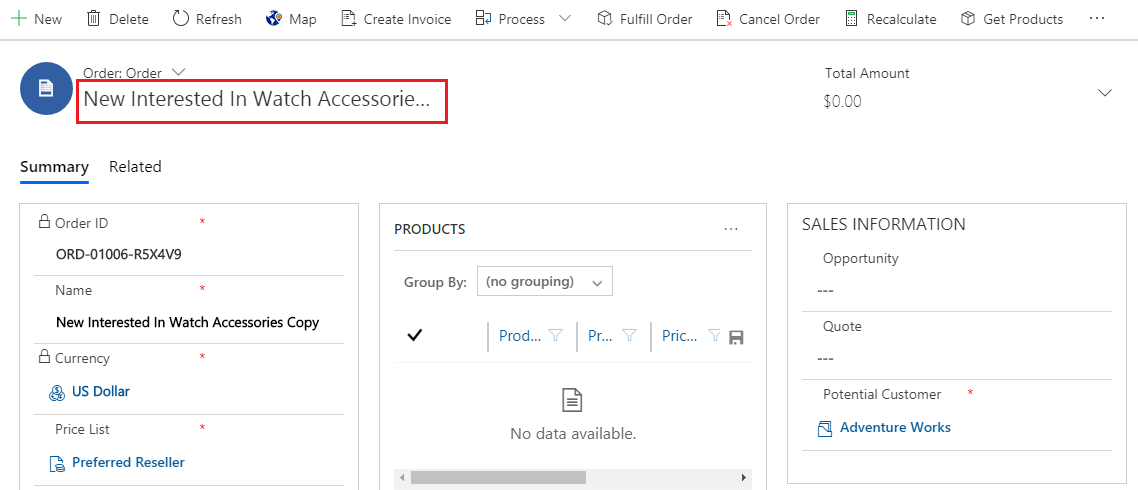 New Delete Refresh Map Create Invoice Process Fulfill Order Cancel Order Recalculate Get Products ...
Order: Order
New Interested In Watch Accessorie...
Total Amount
$0.00
Summary Related
Order ID *
ORD-01006-R5X4V9
Name *
New Interested In Watch Accessories Copy
Currency *
US Dollar
Price List *
Preferred Reseller
PRODUCTS ...
Group By: (no grouping)
Prod... Pr... Pric...
No data available.
SALES INFORMATION
Opportunity
---
Quote
---
Potential Customer *
Adventure Works